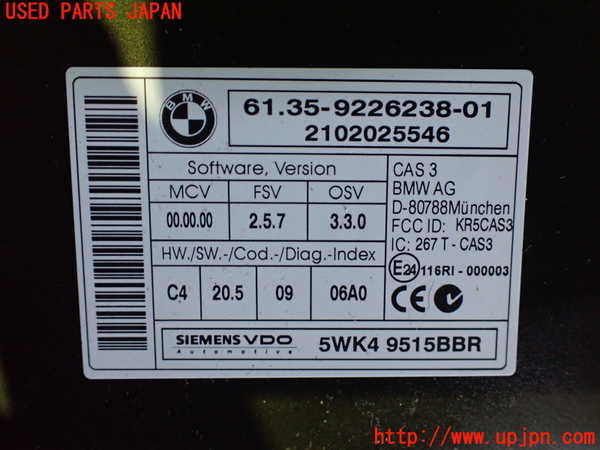 USED PARTS JAPAN
BMW
61.35-9226238-01
2102025546
Software, Version
MCV FSV OSV
00.00.00 2.5.7 3.3.0
HW./SW.-/Cod.-/Diag.-Index
C4 20.5 09 06A0
CAS 3
BMW AG
D-80788München
FCC ID: KR5CAS3
IC: 267 T - CAS3
E24 116RI - 000003
CE
SIEMENS VDO
Automotive
5WK4 9515BBR
http://www.upjpn.com/